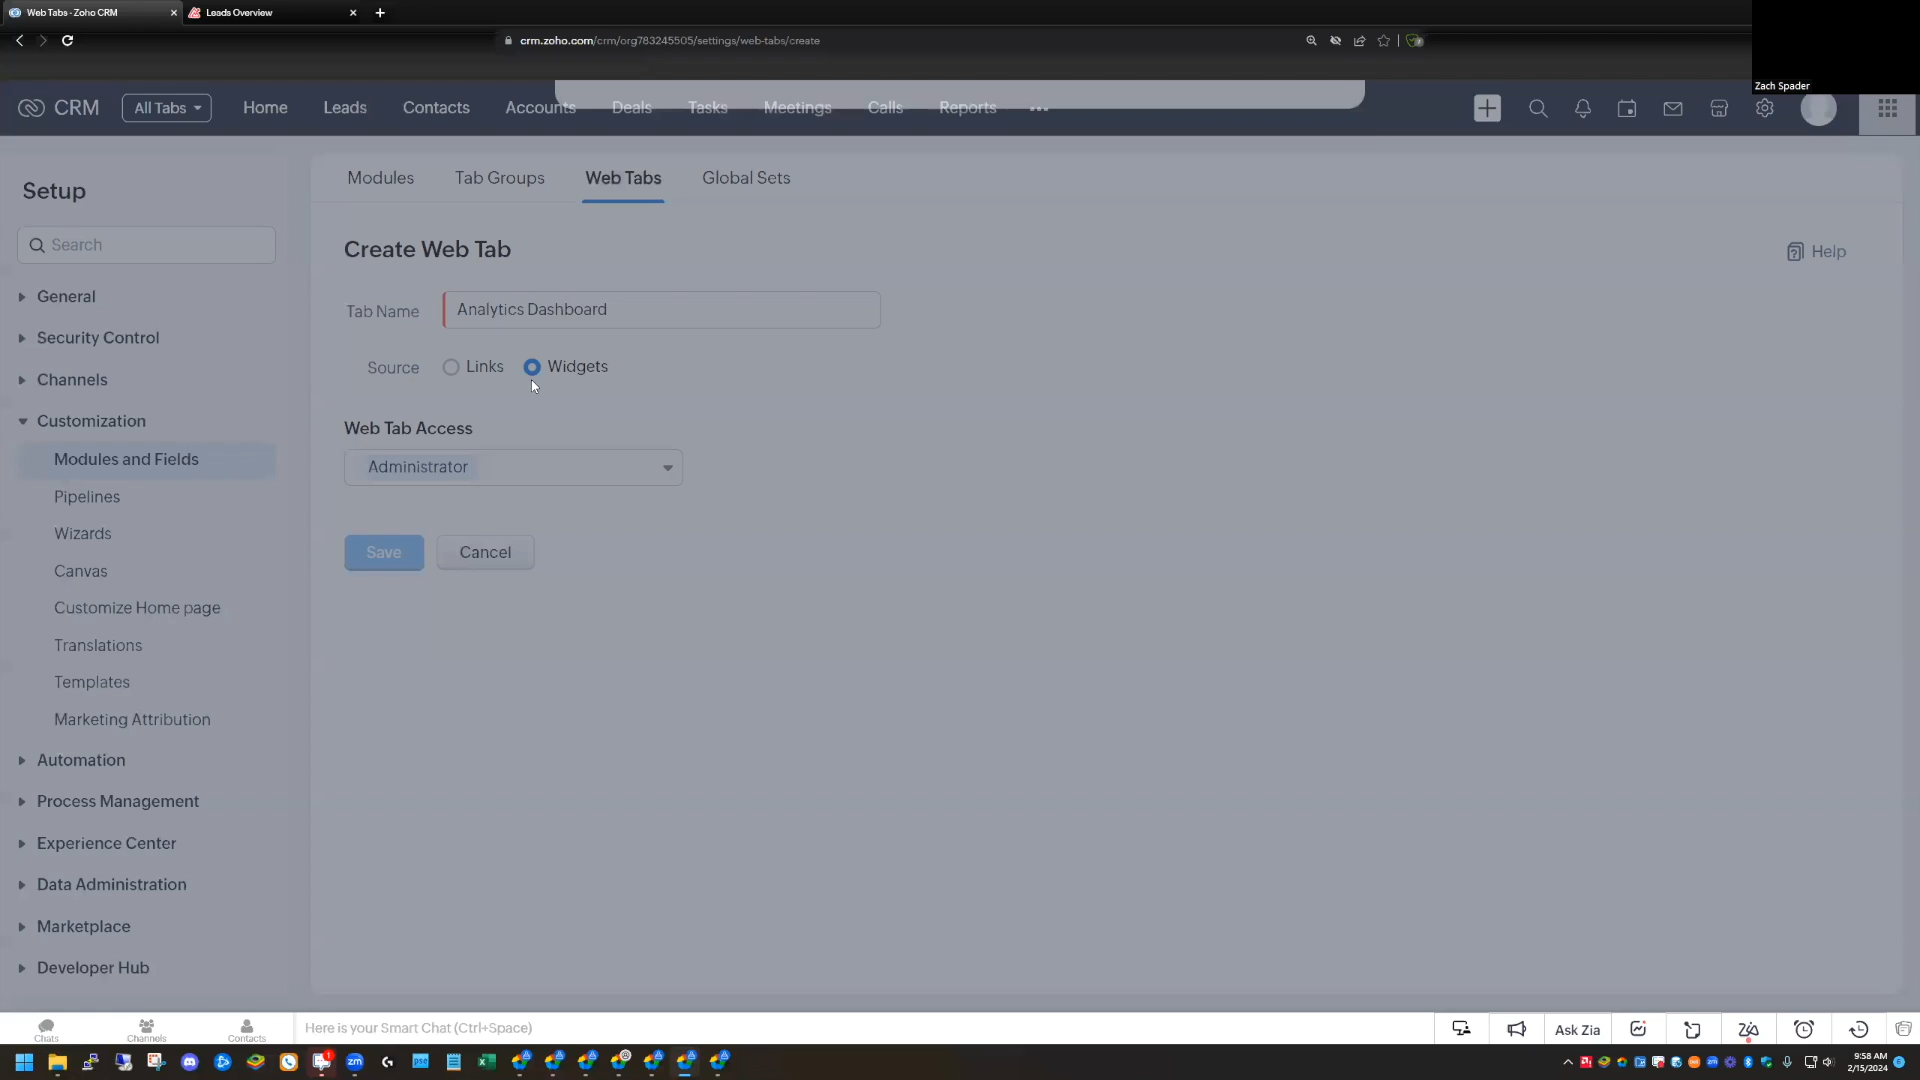 Web Tabs - Zoho CRM
Leads Overview
crm.zoho.com/crm/org783245505/settings/web-tabs/create
Zach Spader
CRM
All Tabs
Home
Leads
Contacts
Accounts
Deals
Tasks
Meetings
Calls
Reports
Setup
Search
General
Security Control
Channels
Customization
Modules and Fields
Pipelines
Wizards
Canvas
Customize Home page
Translations
Templates
Marketing Attribution
Automation
Process Management
Experience Center
Data Administration
Marketplace
Developer Hub
Modules
Tab Groups
Web Tabs
Global Sets
Create Web Tab
Help
Tab Name
Analytics Dashboard
Source
Links
Widgets
Web Tab Access
Administrator
Save
Cancel
Chats
Channels
Contacts
Here is your Smart Chat (Ctrl+Space)
Ask Zia
9:58 AM
2/15/2024